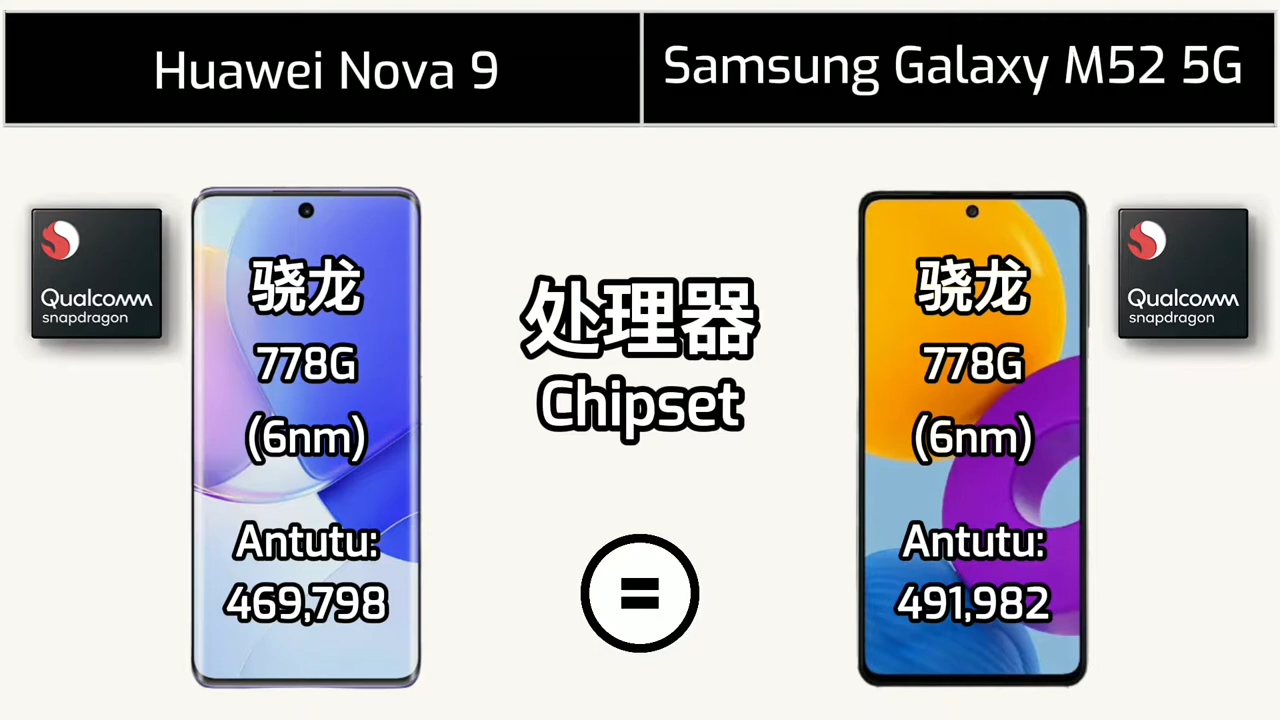 Huawei Nova 9
Samsung Galaxy M52 5G
Qualcomm
snapdragon
骁龙
778G
(6nm)
Antutu:
469,798
处理器
Chipset
=
骁龙
778G
(6nm)
Antutu:
491,982
Qualcomm
snapdragon